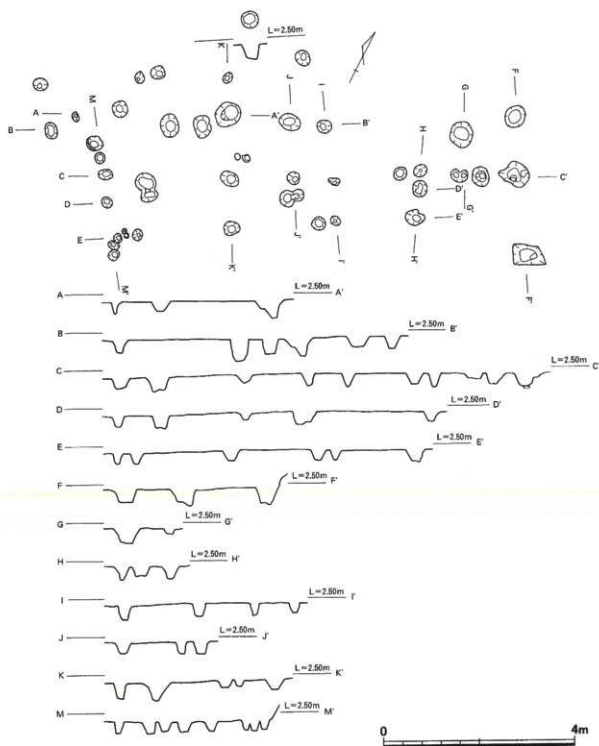 K L=2.50m
J I G F
M
A A'
B B'
H
C C'
D D'
G'
E E'
J' I'
K' H'
M' F'
A L=2.50m A'
B L=2.50m B'
C L=2.50m C'
D L=2.50m D'
E L=2.50m E'
F L=2.50m F'
G L=2.50m G'
H L=2.50m H'
I L=2.50m I'
J L=2.50m J'
K L=2.50m K'
M L=2.50m M'
0 4m